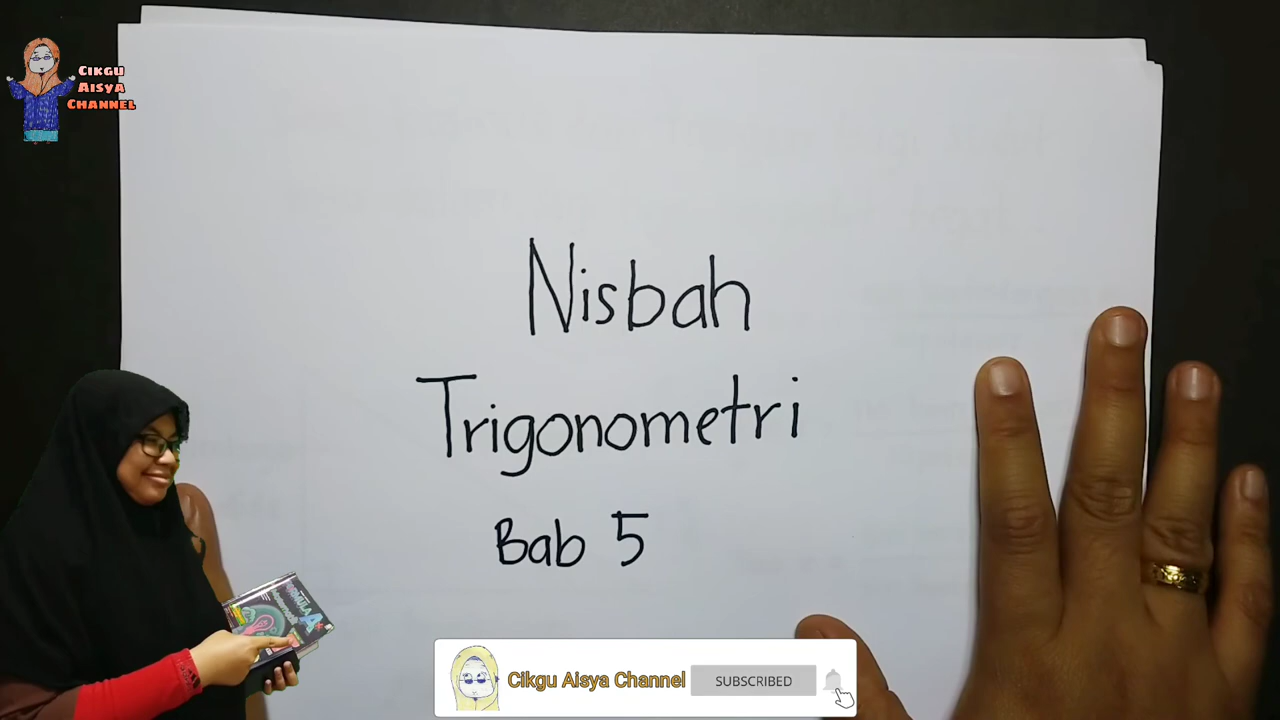 Cikgu
Aisya
Channel
Nisbah
Trigonometri
Bab 5
Cikgu Aisya Channel
SUBSCRIBED